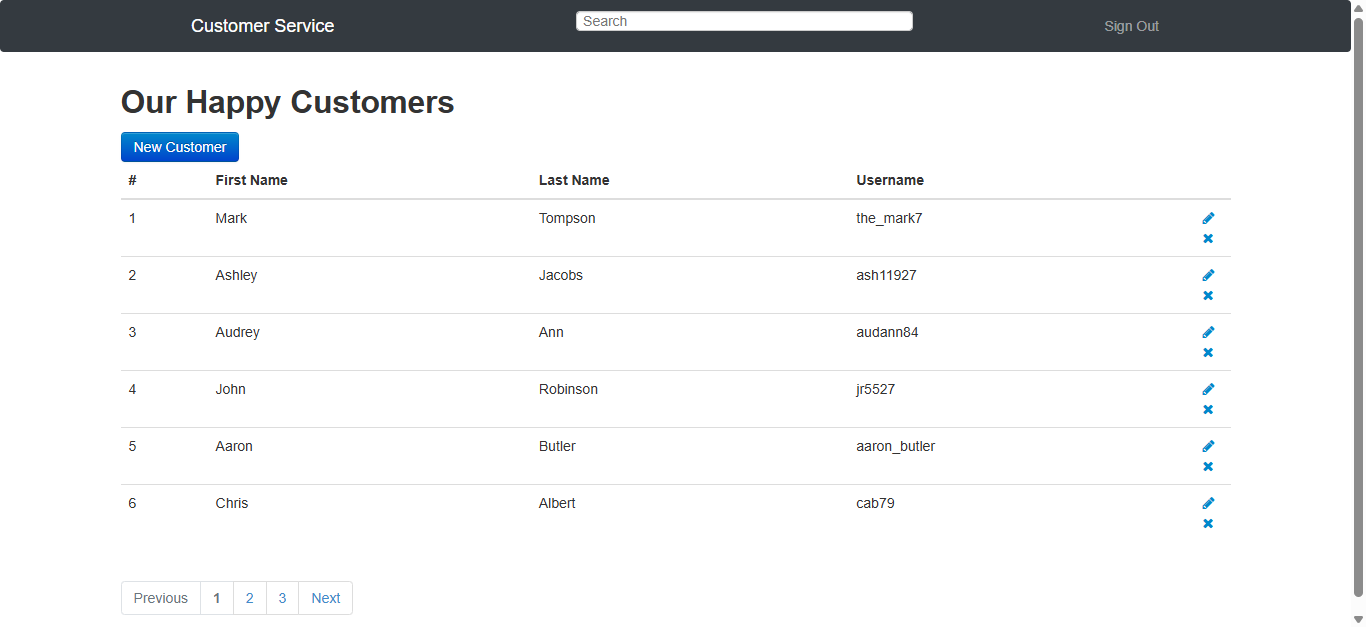 Customer Service Search Sign Out
Our Happy Customers
New Customer
# First Name Last Name Username
1 Mark Tompson the_mark7
2 Ashley Jacobs ash11927
3 Audrey Ann audann84
4 John Robinson jr5527
5 Aaron Butler aaron_butler
6 Chris Albert cab79
Previous 1 2 3 Next